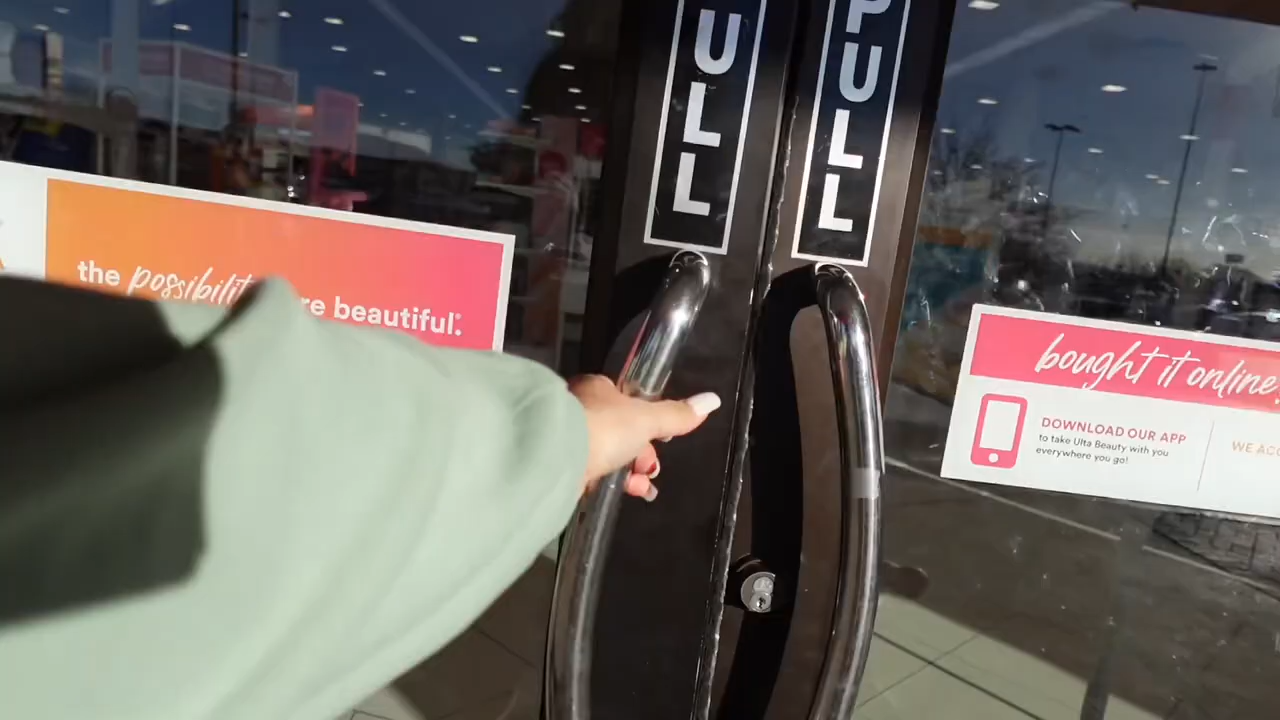 ULL
PULL
the possibilit re beautiful.
bought it online.
DOWNLOAD OUR APP
to take Ulta Beauty with you
everywhere you go!
WE ACC